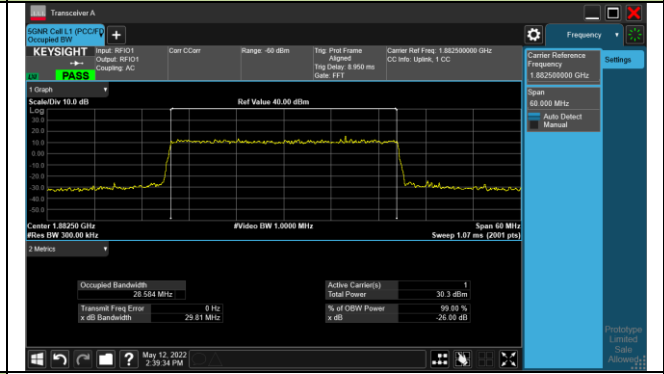 Transceiver A
5GNR Cell L1 (PCC/F
Occupied BW
Frequency
KEYSIGHT
PASS
Input: RFIO1
Output: RFIO1
Coupling: AC
Corr CCorr
Range: -60 dBm
Trig: Prot Frame
Aligned
Trig Delay: 8.950 ms
Gate: FFT
Carrier Ref Freq: 1.882500000 GHz
CC Info: Uplink, 1 CC
Carrier Reference
Frequency
1.882500000 GHz
Settings
Span
60.000 MHz
Auto Detect
Manual
1 Graph
Scale/Div 10.0 dB
Ref Value 40.00 dBm
Log
30.0
20.0
10.0
0.00
-10.0
-20.0
-30.0
-40.0
-50.0
Center 1.88250 GHz
#Res BW 300.00 kHz
#Video BW 1.0000 MHz
Span 60 MHz
Sweep 1.07 ms (2001 pts)
2 Metrics
Occupied Bandwidth
28.584 MHz
Transmit Freq Error 0 Hz
x dB Bandwidth 29.81 MHz
Active Carrier(s) 1
Total Power 30.3 dBm
% of OBW Power 99.00 %
x dB -26.00 dB
May 12, 2022
2:39:34 PM
Prototype
Limited
Sale
Allowed